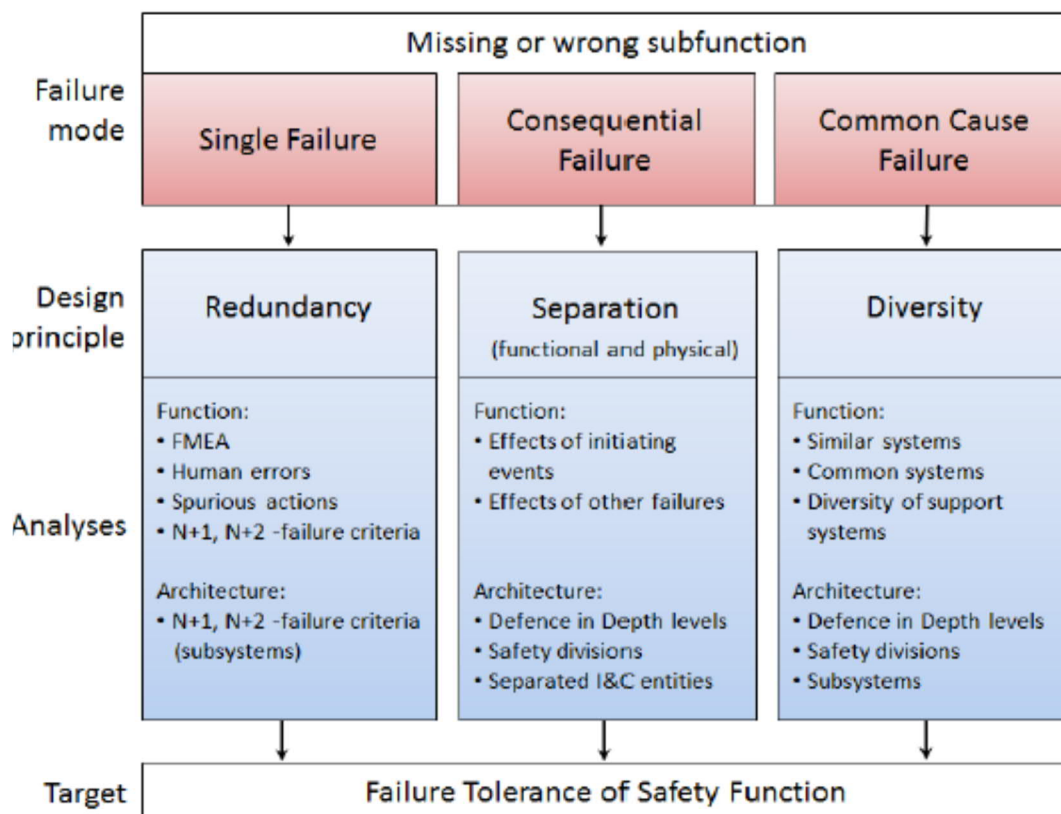 Missing or wrong subfunction
Failure
mode
Single Failure
Consequential
Failure
Common Cause
Failure
Design
principle
Redundancy
Separation
(functional and physical)
Diversity
Analyses
Function:
• FMEA
• Human errors
• Spurious actions
• N+1, N+2 -failure criteria
Architecture:
• N+1, N+2 -failure criteria
(subsystems)
Function:
• Effects of initiating
events
• Effects of other failures
Architecture:
• Defence in Depth levels
• Safety divisions
• Separated I&C entities
Function:
• Similar systems
• Common systems
• Diversity of support
systems
Architecture:
• Defence in Depth levels
• Safety divisions
• Subsystems
Target
Failure Tolerance of Safety Function